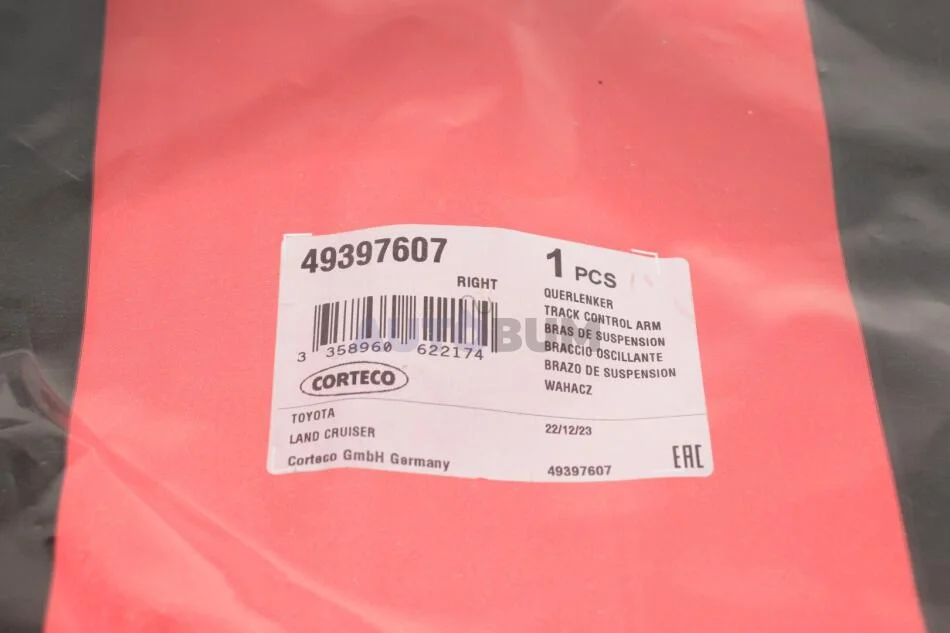 49397607
RIGHT
3 358960 622174
CORTECO
TOYOTA
LAND CRUISER
Corteco GmbH Germany
1 PCS
QUERLENKER
TRACK CONTROL ARM
BRAS DE SUSPENSION
BRACCIO OSCILLANTE
BRAZO DE SUSPENSION
WAHACZ
22/12/23
49397607
EAC
AUTOBUM